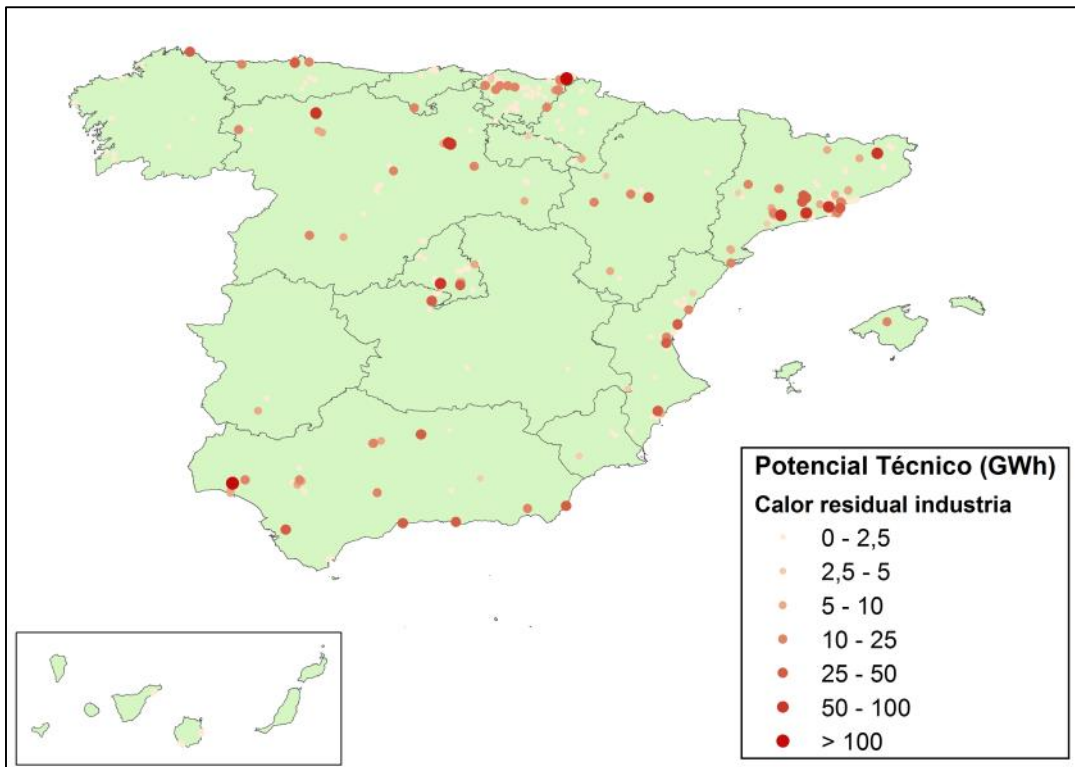 Potencial Técnico (GWh)
Calor residual industria
0 - 2,5
2,5 - 5
5 - 10
10 - 25
25 - 50
50 - 100
> 100